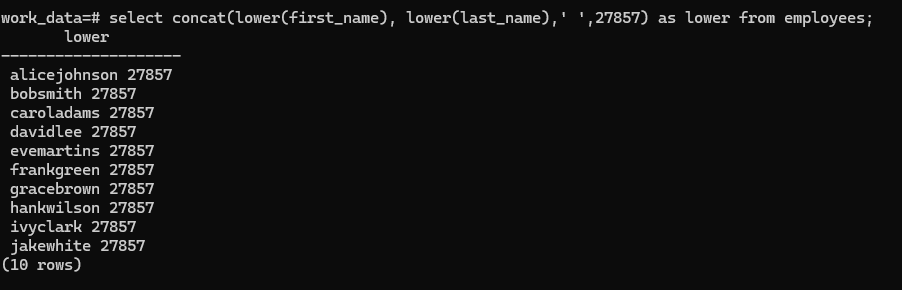 work_data=# select concat(lower(first_name), lower(last_name),' ',27857) as lower from employees;
lower
--------------------
alicejohnson 27857
bobsmith 27857
caroladams 27857
davidlee 27857
evemartins 27857
frankgreen 27857
gracebrown 27857
hankwilson 27857
ivyclark 27857
jakewhite 27857
(10 rows)